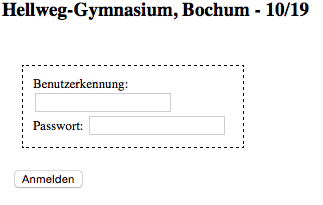 Hellweg-Gymnasium, Bochum - 10/19
Benutzerkennung:
Passwort:
Anmelden